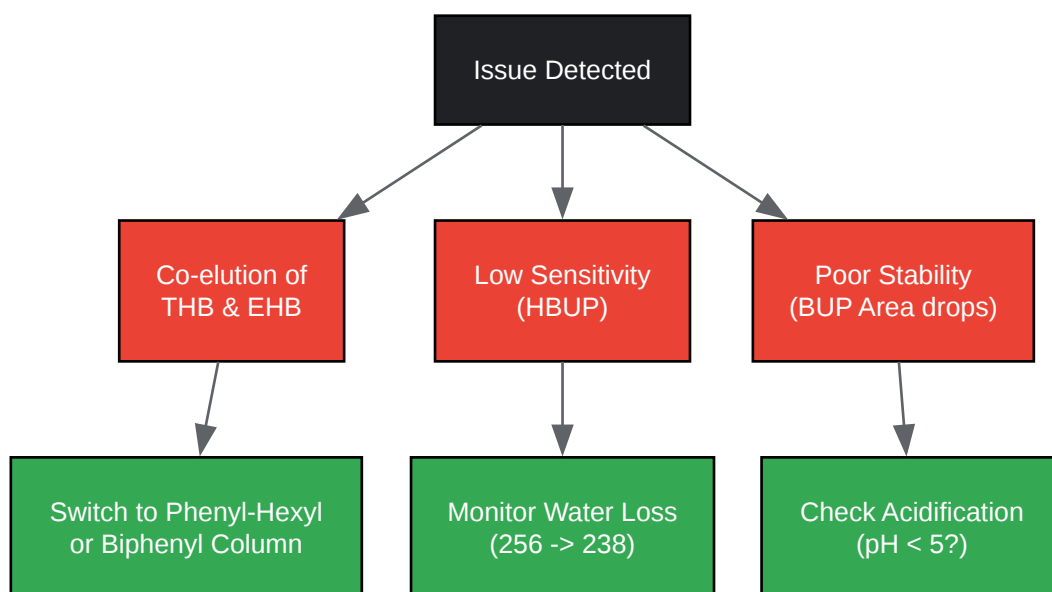 Issue Detected
Co-elution of
THB & EHB
Low Sensitivity
(HBUP)
Poor Stability
(BUP Area drops)
Switch to Phenyl-Hexyl
or Biphenyl Column
Monitor Water Loss
(256 -> 238)
Check Acidification
(pH < 5?)